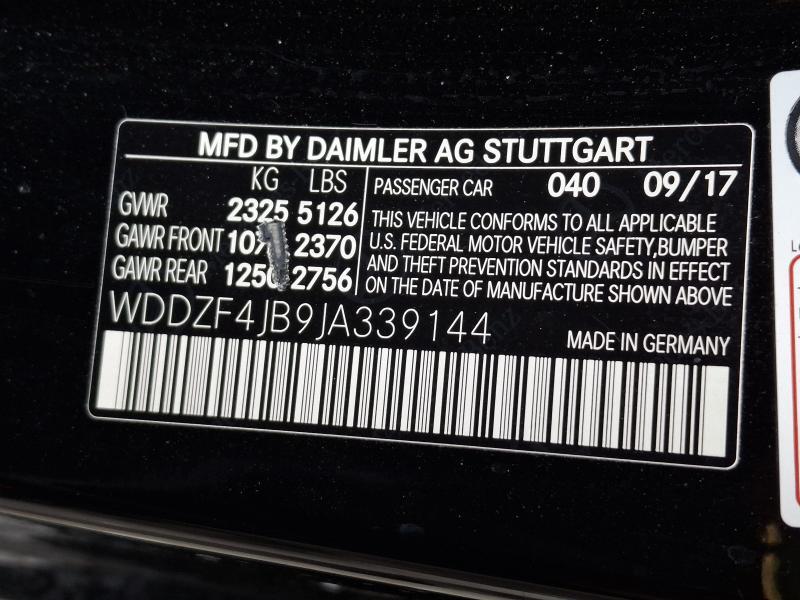 MFD BY DAIMLER AG STUTTGART
KG LBS
GVWR 2325 5126
GAWR FRONT 2370
GAWR REAR 2756
PASSENGER CAR 040 09/17
THIS VEHICLE CONFORMS TO ALL APPLICABLE
U.S. FEDERAL MOTOR VEHICLE SAFETY,BUMPER
AND THEFT PREVENTION STANDARDS IN EFFECT
ON THE DATE OF MANUFACTURE SHOWN ABOVE
WDDZF4JB9JA339144
MADE IN GERMANY